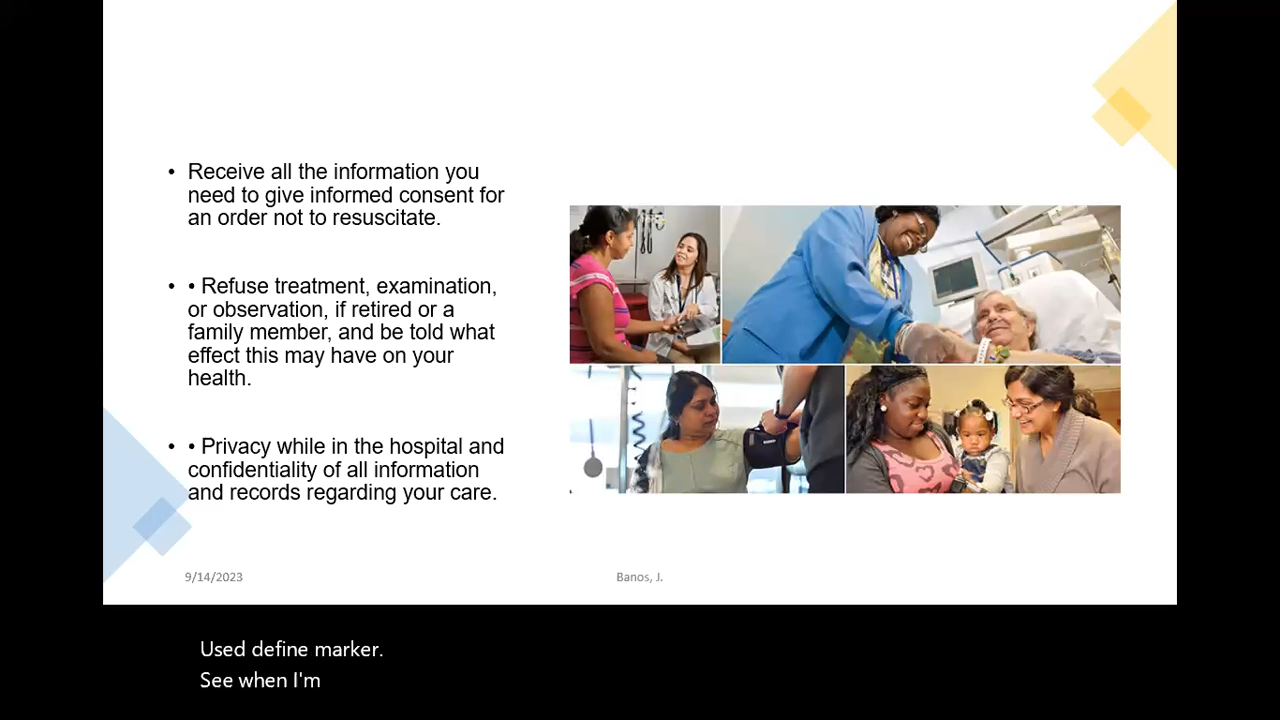 • Receive all the information you
need to give informed consent for
an order not to resuscitate.
• • Refuse treatment, examination,
or observation, if retired or a
family member, and be told what
effect this may have on your
health.
• • Privacy while in the hospital and
confidentiality of all information
and records regarding your care.
9/14/2023
Banos, J.
Used define marker.
See when I'm